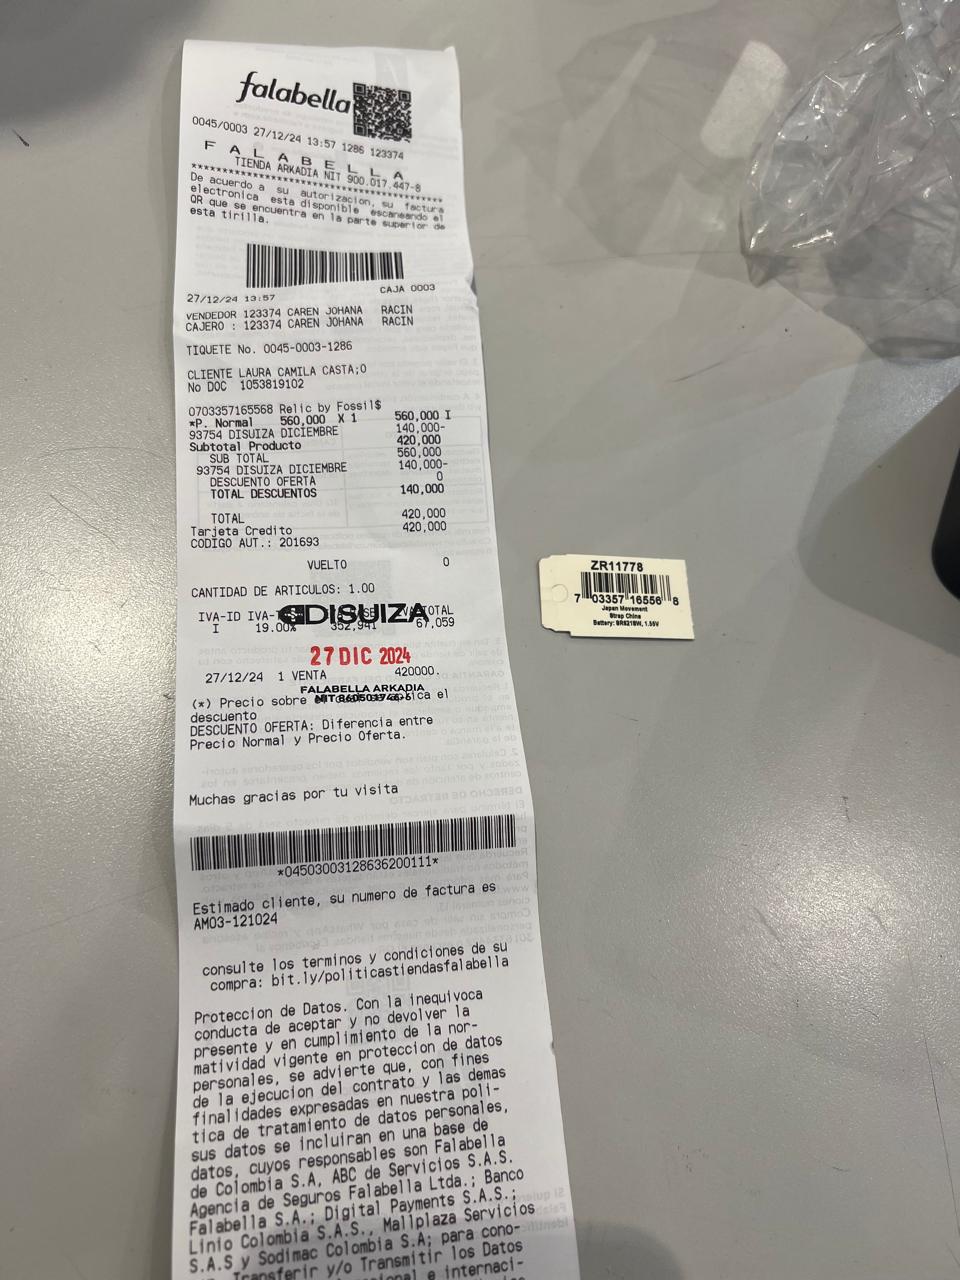 falabella
0045/0003 27/12/24 13:57 1286 123374
F A L A B E L L A
TIENDA ARKADIA NIT 900.017.447-8
****************************************
De acuerdo a su autorizacion, su factura
electronica esta disponible escaneando el
QR que se encuentra en la parte superior de
esta tirilla.
27/12/24 13:57 CAJA 0003
VENDEDOR 123374 CAREN JOHANA RACIN
CAJERO : 123374 CAREN JOHANA RACIN
TIQUETE No. 0045-0003-1286
CLIENTE LAURA CAMILA CASTA;O
No DOC 1053819102
0703357165568 Relic by Fossil$
*P. Normal 560,000 X 1 560,000 I
93754 DISUIZA DICIEMBRE 140,000-
Subtotal Producto 420,000
SUB TOTAL 560,000
93754 DISUIZA DICIEMBRE 140,000-
DESCUENTO OFERTA 0
TOTAL DESCUENTOS 140,000
TOTAL 420,000
Tarjeta Credito 420,000
CODIGO AUT.: 201693
VUELTO 0
CANTIDAD DE ARTICULOS: 1.00
DISUIZA
IVA-ID
I 19.00% 352,941 67,059
27 DIC 2024
27/12/24 1 VENTA 420000.
FALABELLA ARKADIA
(*) Precio sobre el
descuento
DESCUENTO OFERTA: Diferencia entre
Precio Normal y Precio Oferta.
Muchas gracias por tu visita
*04503003128636200111*
Estimado cliente, su numero de factura es
AM03-121024
consulte los terminos y condiciones de su
compra: bit.ly/politicastiendasfalabella
Proteccion de Datos. Con la inequivoca
conducta de aceptar y no devolver la
presente y en cumplimiento de la nor-
matividad vigente en proteccion de datos
personales, se advierte que, con fines
de la ejecucion del contrato y las demas
finalidades expresadas en nuestra poli-
tica de tratamiento de datos personales,
sus datos se incluiran en una base de
datos, cuyos responsables son Falabella
de Colombia S.A, ABC de Servicios S.A.S.
Agencia de Seguros Falabella Ltda.; Banco
Falabella S.A.; Digital Payments S.A.S.;
Linio Colombia S.A.S., Mallplaza Servicios
S.A.S y Sodimac Colombia S.A; para cono-
Transferir y/o Transmitir los Datos
e internaci-
ZR11778
7 03357 16556 8
Japan Movement
Strap China
Battery: SR621SW, 1.55V